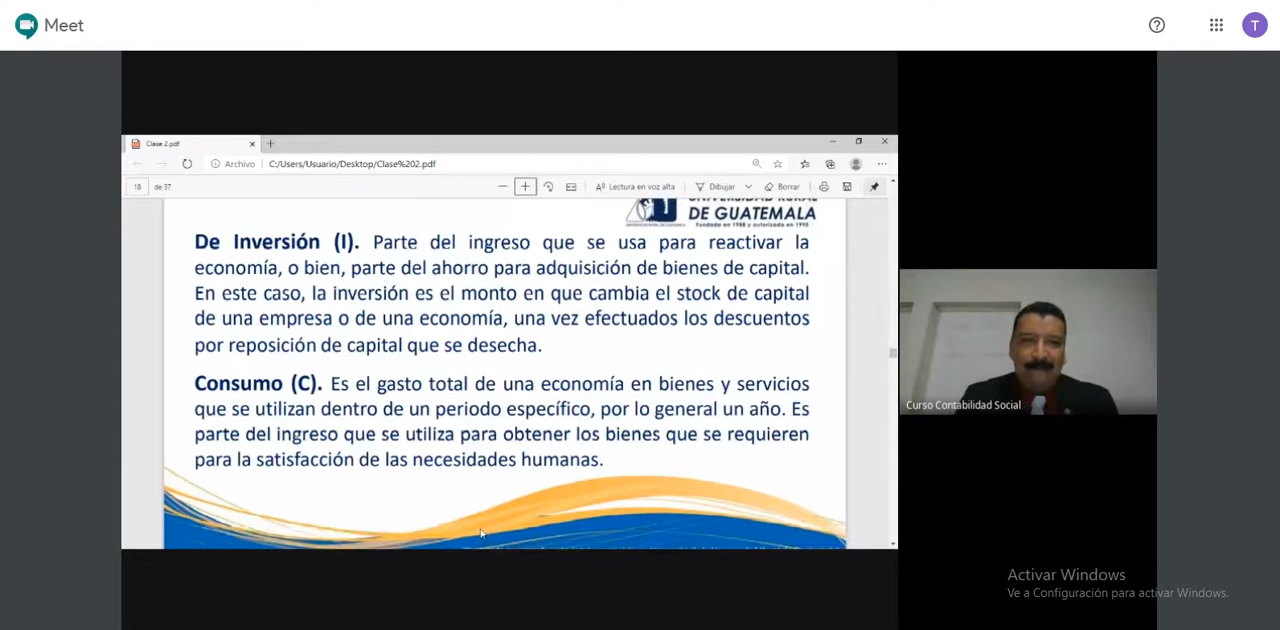 Meet
T
Clase 2.pdf
Archivo
C:/Users/Usuario/Desktop/Clase%202.pdf
18 de 37
Lectura en voz alta
Dibujar
Borrar
UNIVERSIDAD RURAL
DE GUATEMALA
De Inversión (I). Parte del ingreso que se usa para reactivar la
economía, o bien, parte del ahorro para adquisición de bienes de capital.
En este caso, la inversión es el monto en que cambia el stock de capital
de una empresa o de una economía, una vez efectuados los descuentos
por reposición de capital que se desecha.
Consumo (C). Es el gasto total de una economía en bienes y servicios
que se utilizan dentro de un periodo específico, por lo general un año. Es
parte del ingreso que se utiliza para obtener los bienes que se requieren
para la satisfacción de las necesidades humanas.
Curso Contabilidad Social
Activar Windows
Ve a Configuración para activar Windows.